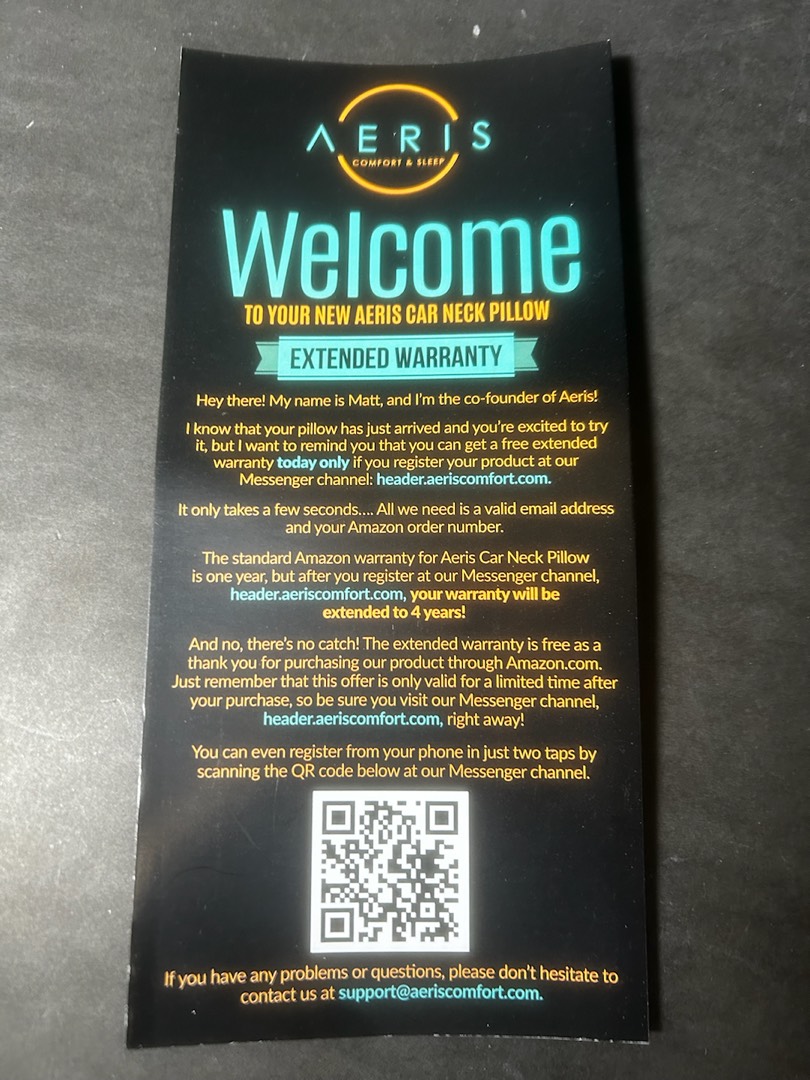 AERIS
COMFORT & SLEEP
Welcome
TO YOUR NEW AERIS CAR NECK PILLOW
EXTENDED WARRANTY
Hey there! My name is Matt, and I'm the co-founder of Aeris!
I know that your pillow has just arrived and you're excited to try
it, but I want to remind you that you can get a free extended
warranty today only if you register your product at our
Messenger channel: header.aeriscomfort.com.
It only takes a few seconds.... All we need is a valid email address
and your Amazon order number.
The standard Amazon warranty for Aeris Car Neck Pillow
is one year, but after you register at our Messenger channel,
header.aeriscomfort.com, your warranty will be
extended to 4 years!
And no, there's no catch! The extended warranty is free as a
thank you for purchasing our product through Amazon.com.
Just remember that this offer is only valid for a limited time after
your purchase, so be sure you visit our Messenger channel,
header.aeriscomfort.com, right away!
You can even register from your phone in just two taps by
scanning the QR code below at our Messenger channel.
If you have any problems or questions, please don't hesitate to
contact us at support@aeriscomfort.com.